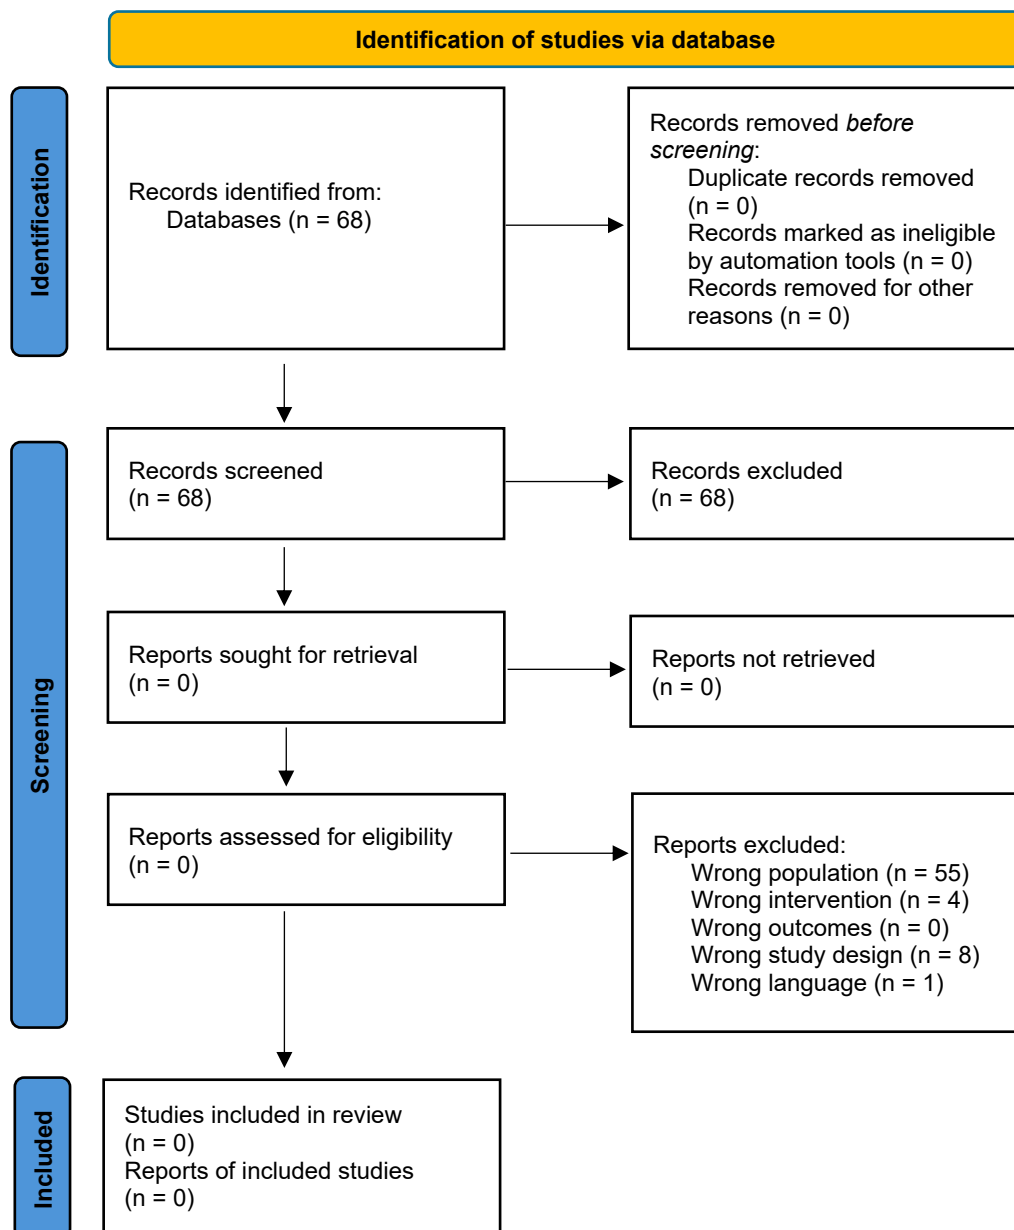 Identification of studies via database
Identification
Records identified from:
Databases (n = 68)
Records removed before
screening:
Duplicate records removed
(n = 0)
Records marked as ineligible
by automation tools (n = 0)
Records removed for other
reasons (n = 0)
Screening
Records screened
(n = 68)
Records excluded
(n = 68)
Reports sought for retrieval
(n = 0)
Reports not retrieved
(n = 0)
Reports assessed for eligibility
(n = 0)
Reports excluded:
Wrong population (n = 55)
Wrong intervention (n = 4)
Wrong outcomes (n = 0)
Wrong study design (n = 8)
Wrong language (n = 1)
Included
Studies included in review
(n = 0)
Reports of included studies
(n = 0)